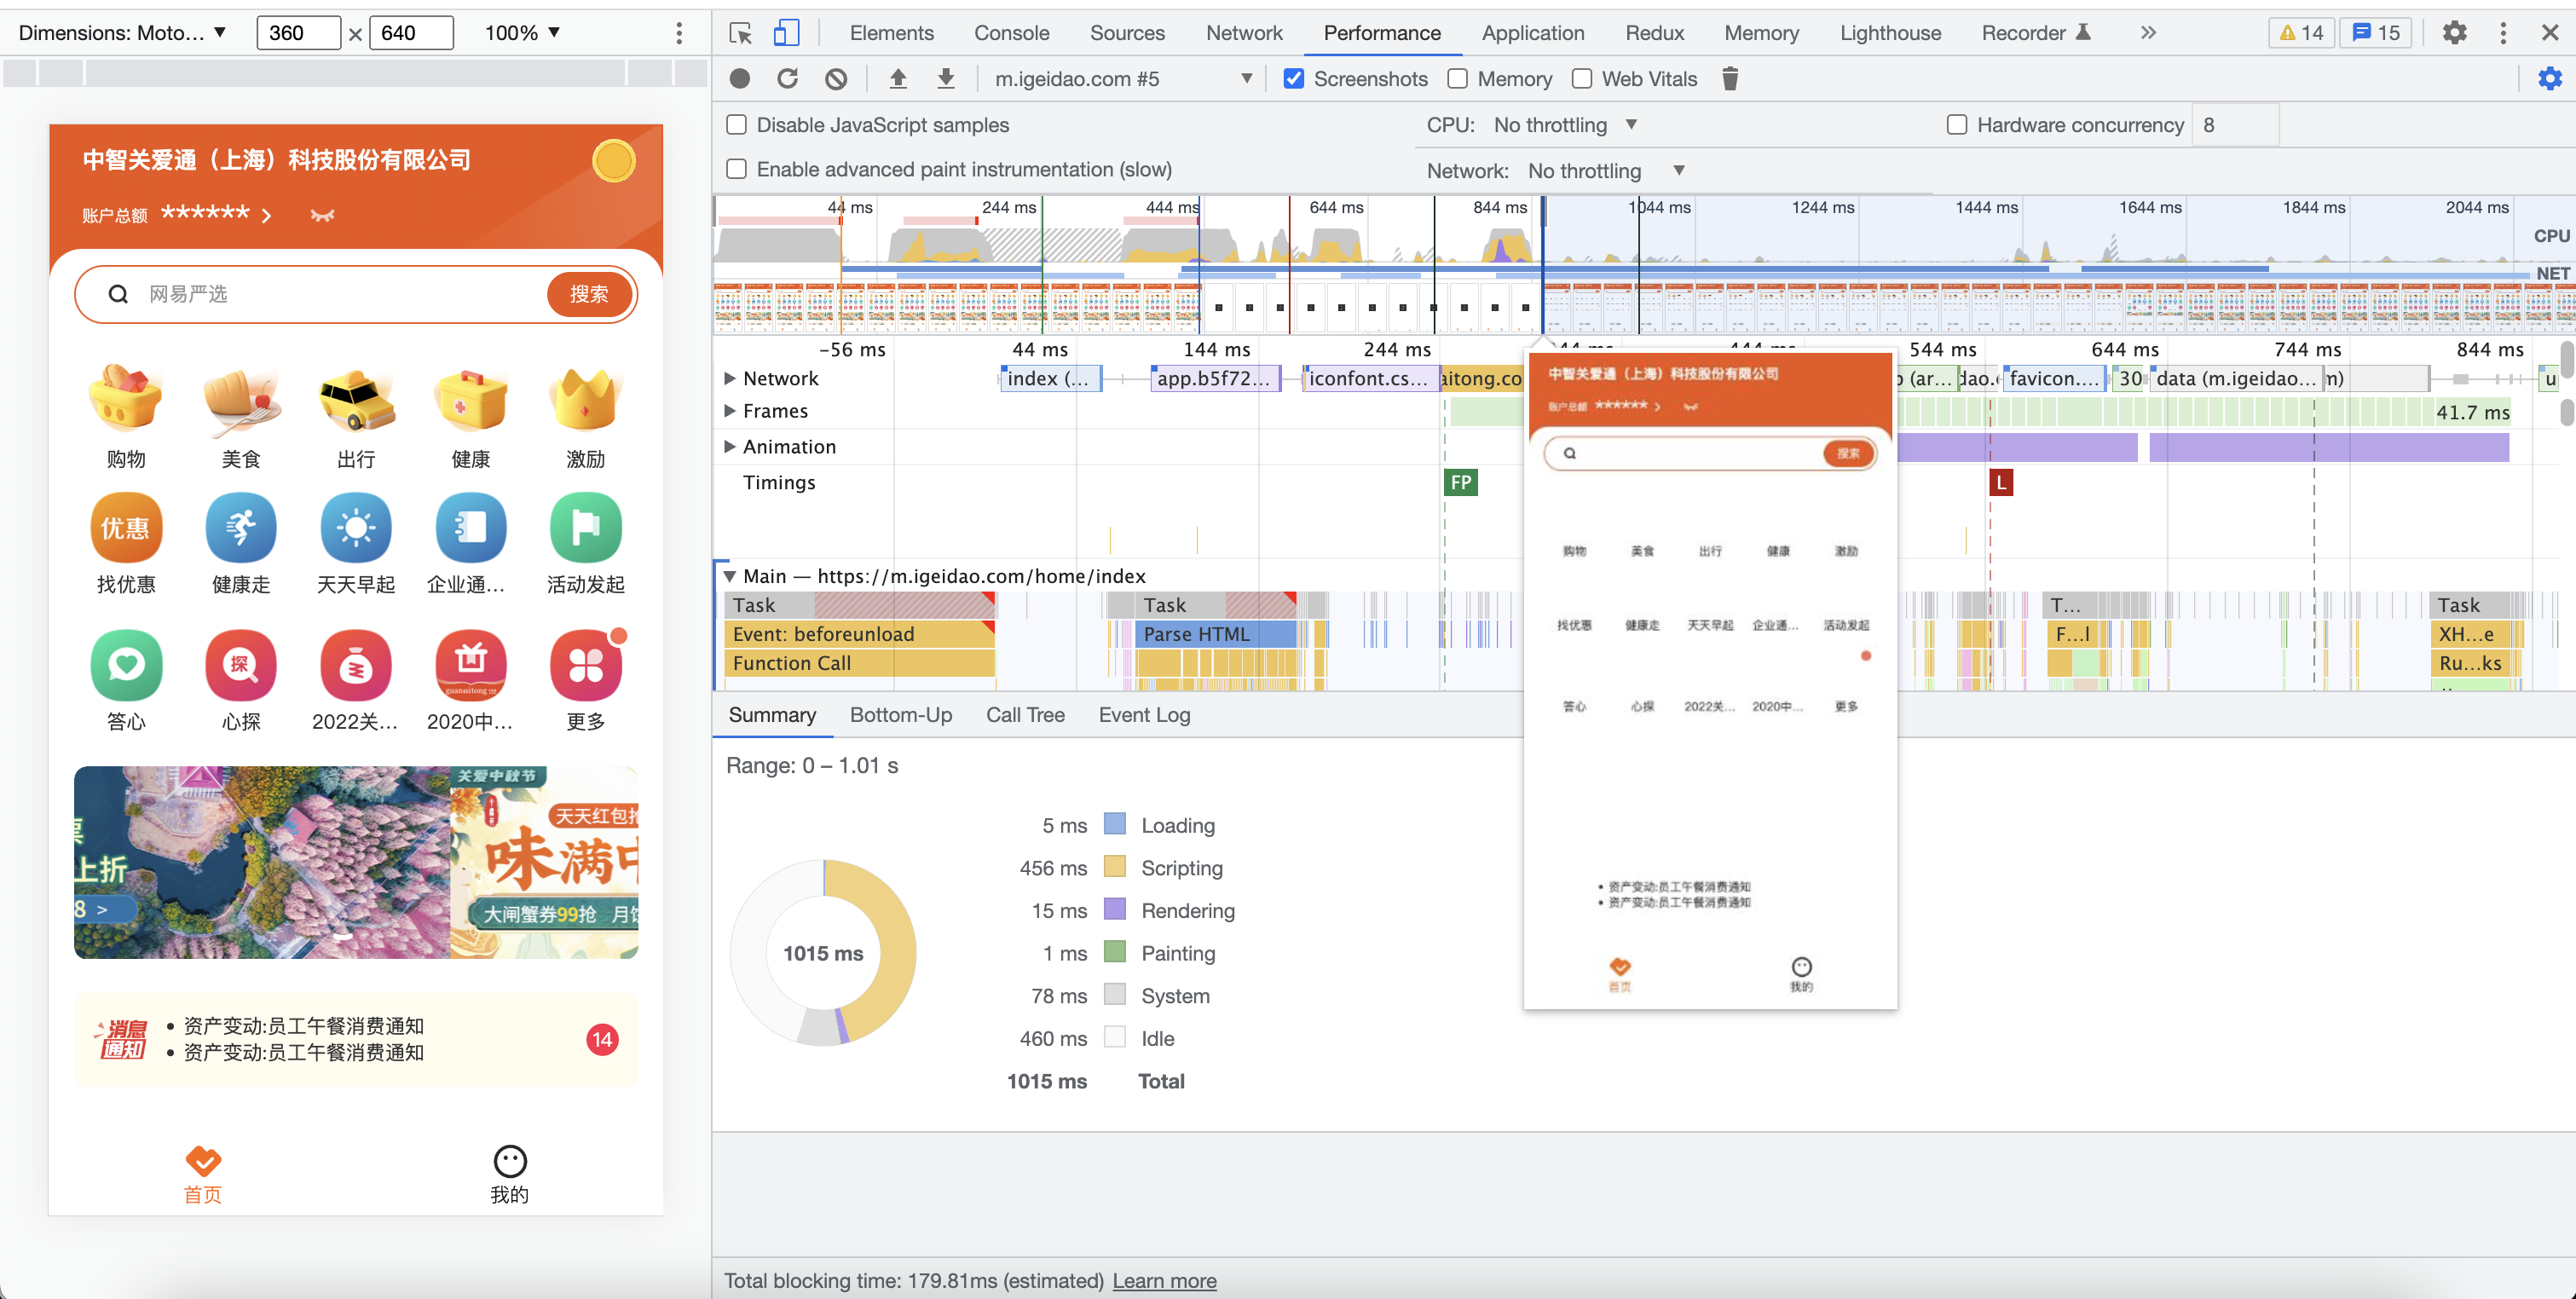 Dimensions: Moto... ▼ 360 × 640 100% ▼
Elements Console Sources Network Performance Application Redux Memory Lighthouse Recorder » 14 15
m.igeidao.com #5 ▼ Screenshots Memory Web Vitals
Disable JavaScript samples CPU: No throttling ▼ Hardware concurrency 8
Enable advanced paint instrumentation (slow) Network: No throttling ▼
44 ms 244 ms 444 ms 644 ms 844 ms 1044 ms 1244 ms 1444 ms 1644 ms 1844 ms 2044 ms
CPU
NET
-56 ms 44 ms 144 ms 244 ms 544 ms 644 ms 744 ms 844 ms
Network index (... app.b5f72... iconfont.cs... aitong.co (ar... dao. favicon.... 30 data (m.igeidao... m) u
Frames 41.7 ms
Animation
Timings FP L
Main — https://m.igeidao.com/home/index
Task Task T... Task
Event: beforeunload Parse HTML F...l XH...e
Function Call Ru...ks
Summary Bottom-Up Call Tree Event Log
Range: 0 – 1.01 s
5 ms Loading
456 ms Scripting
15 ms Rendering
1 ms Painting
78 ms System
460 ms Idle
1015 ms Total
1015 ms
Total blocking time: 179.81ms (estimated) Learn more
中智关爱通（上海）科技股份有限公司
账户总额 ****** >
网易严选 搜索
购物 美食 出行 健康 激励
优惠
找优惠 健康走 天天早起 企业通... 活动发起
探
guanaitong
答心 心探 2022关... 2020中... 更多
关爱中秋节
天天红包抢
味满中
上折
8 >
大闸蟹券99抢 月饼
消息
通知
• 资产变动:员工午餐消费通知
• 资产变动:员工午餐消费通知
14
首页 我的
中智关爱通（上海）科技股份有限公司
账户总额 ****** >
搜索
购物 美食 出行 健康 激励
找优惠 健康走 天天早起 企业通... 活动发起
答心 心探 2022关... 2020中... 更多
• 资产变动:员工午餐消费通知
• 资产变动:员工午餐消费通知
首页 我的